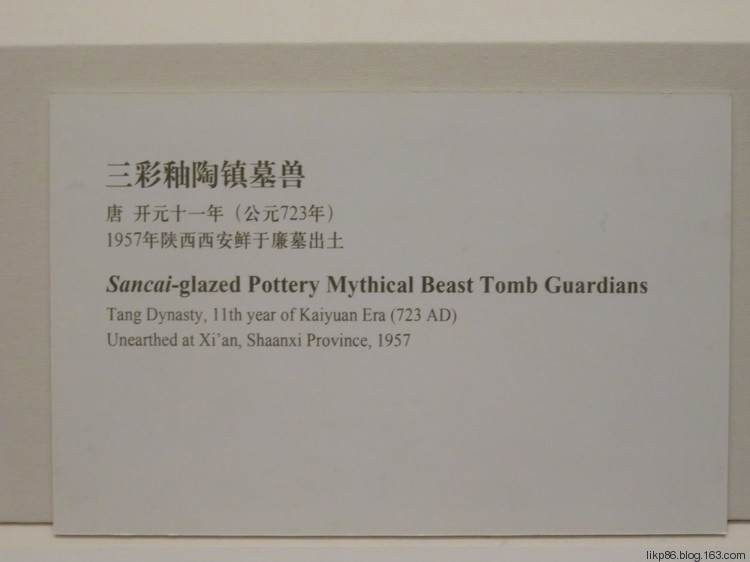 三彩釉陶镇墓兽
唐 开元十一年（公元723年）
1957年陕西西安鲜于廉墓出土
Sancai-glazed Pottery Mythical Beast Tomb Guardians
Tang Dynasty, 11th year of Kaiyuan Era (723 AD)
Unearthed at Xi'an, Shaanxi Province, 1957
likp86.blog.163.com